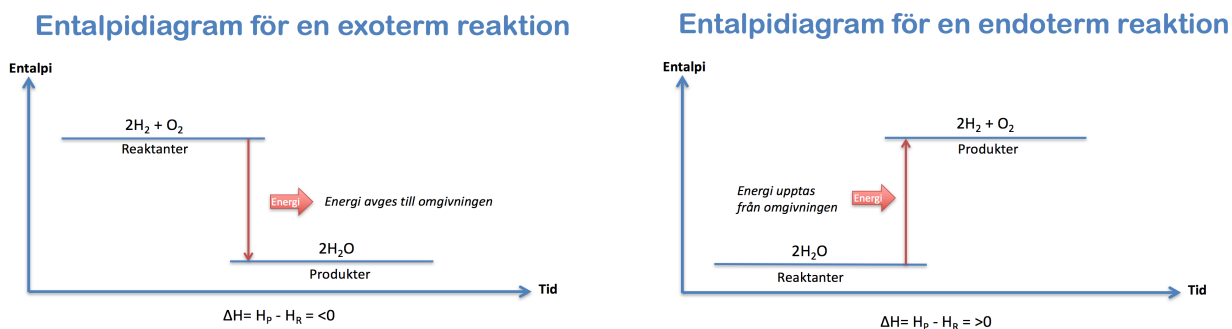 Entalpidiagram för en exoterm reaktion
Entalpi
2H₂ + O₂
Reaktanter
Energi
Energi avges till omgivningen
2H₂O
Produkter
Tid
ΔH= Hₚ - Hᵣ = <0
Entalpidiagram för en endoterm reaktion
Entalpi
2H₂ + O₂
Produkter
Energi upptas
från omgivningen
Energi
2H₂O
Reaktanter
Tid
ΔH= Hₚ - Hᵣ = >0